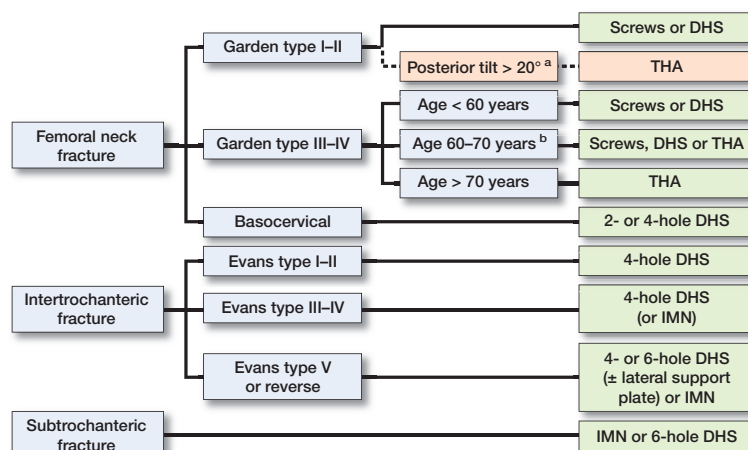 Screws or DHS
Garden type I–II
Posterior tilt > 20° a
THA
Age < 60 years
Screws or DHS
Femoral neck
fracture
Garden type III–IV
Age 60–70 years b
Screws, DHS or THA
Age > 70 years
THA
Basocervical
2- or 4-hole DHS
Evans type I–II
4-hole DHS
Intertrochanteric
fracture
Evans type III–IV
4-hole DHS
(or IMN)
Evans type V
or reverse
4- or 6-hole DHS
(± lateral support
plate) or IMN
Subtrochanteric
fracture
IMN or 6-hole DHS